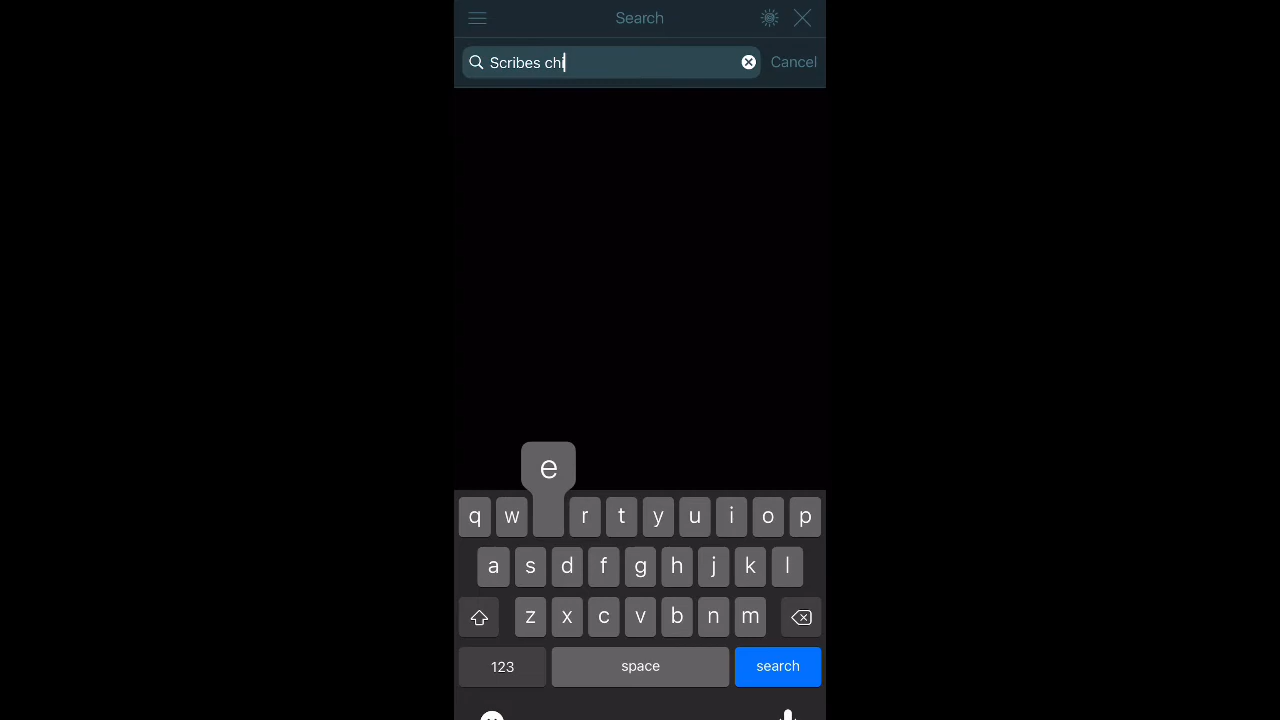 Search
Scribes chi
Cancel
e
q w r t y u i o p
a s d f g h j k l
z x c v b n m
123 space search